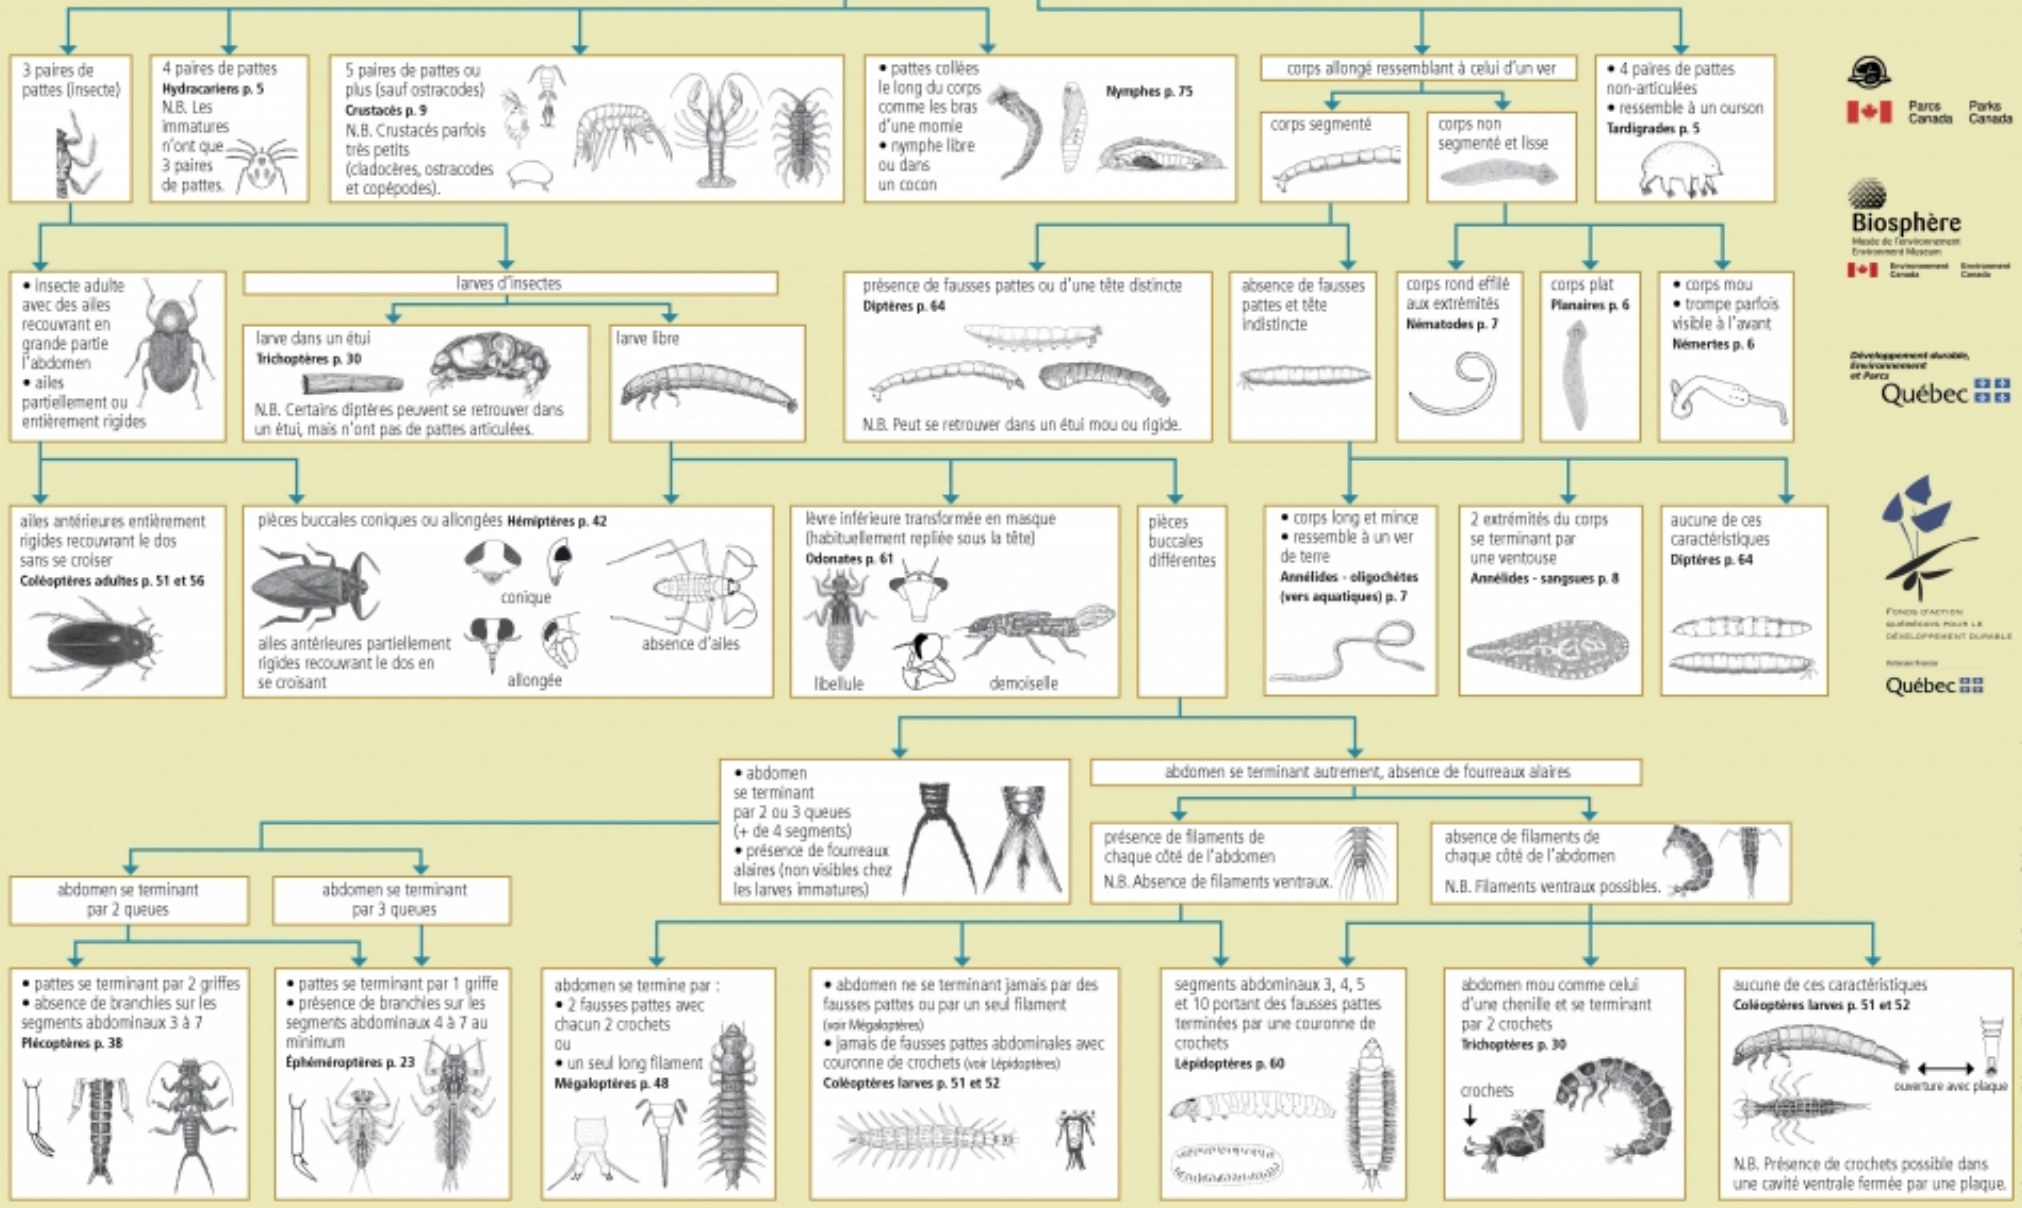 3 paires de
pattes (insecte)
4 paires de pattes
Hydracariens p. 5
N.B. Les
immatures
n'ont que
3 paires
de pattes.
5 paires de pattes ou
plus (sauf ostracodes)
Crustacés p. 9
N.B. Crustacés parfois
très petits
(cladocères, ostracodes
et copépodes).
• pattes collées
le long du corps
comme les bras
d'une momie
• nymphe libre
ou dans
un cocon
Nymphes p. 75
corps allongé ressemblant à celui d'un ver
corps segmenté
corps non
segmenté et lisse
• 4 paires de pattes
non-articulées
• ressemble à un ourson
Tardigrades p. 5
Parcs
Canada
Parks
Canada
Biosphère
Musée de l'environnement
Environment Museum
Environnement
Canada
Environment
Canada
• insecte adulte
avec des ailes
recouvrant en
grande partie
l'abdomen
• ailes
partiellement ou
entièrement rigides
larves d'insectes
larve dans un étui
Trichoptères p. 30
N.B. Certains diptères peuvent se retrouver dans
un étui, mais n'ont pas de pattes articulées.
larve libre
présence de fausses pattes ou d'une tête distincte
Diptères p. 64
N.B. Peut se retrouver dans un étui mou ou rigide.
absence de fausses
pattes et tête
indistincte
corps rond effilé
aux extrémités
Nématodes p. 7
corps plat
Planaires p. 6
• corps mou
• trompe parfois
visible à l'avant
Némertes p. 6
Développement durable,
Environnement
et Parcs
Québec
ailes antérieures entièrement
rigides recouvrant le dos
sans se croiser
Coléoptères adultes p. 51 et 56
pièces buccales coniques ou allongées Hémiptères p. 42
conique
ailes antérieures partiellement
rigides recouvrant le dos en
se croisant
allongée
absence d'ailes
lèvre inférieure transformée en masque
(habituellement repliée sous la tête)
Odonates p. 61
libellule
demoiselle
pièces
buccales
différentes
• corps long et mince
• ressemble à un ver
de terre
Annélides - oligochètes
(vers aquatiques) p. 7
2 extrémités du corps
se terminant par
une ventouse
Annélides - sangsues p. 8
aucune de ces
caractéristiques
Diptères p. 64
FONDS D'ACTION
QUÉBÉCOIS POUR LE
DÉVELOPPEMENT DURABLE
Québec
• abdomen
se terminant
par 2 ou 3 queues
(+ de 4 segments)
• présence de fourreaux
alaires (non visibles chez
les larves immatures)
abdomen se terminant autrement, absence de fourreaux alaires
présence de filaments de
chaque côté de l'abdomen
N.B. Absence de filaments ventraux.
absence de filaments de
chaque côté de l'abdomen
N.B. Filaments ventraux possibles.
abdomen se terminant
par 2 queues
abdomen se terminant
par 3 queues
• pattes se terminant par 2 griffes
• absence de branchies sur les
segments abdominaux 3 à 7
Plécoptères p. 38
• pattes se terminant par 1 griffe
• présence de branchies sur les
segments abdominaux 4 à 7 au
minimum
Éphéméroptères p. 23
abdomen se termine par :
• 2 fausses pattes avec
chacun 2 crochets
ou
• un seul long filament
Mégaloptères p. 48
• abdomen ne se terminant jamais par des
fausses pattes ou par un seul filament
(voir Mégaloptères)
• jamais de fausses pattes abdominales avec
couronne de crochets (voir Lépidoptères)
Coléoptères larves p. 51 et 52
segments abdominaux 3, 4, 5
et 10 portant des fausses pattes
terminées par une couronne de
crochets
Lépidoptères p. 60
abdomen mou comme celui
d'une chenille et se terminant
par 2 crochets
Trichoptères p. 30
crochets
aucune de ces caractéristiques
Coléoptères larves p. 51 et 52
ouverture avec plaque
N.B. Présence de crochets possible dans
une cavité ventrale fermée par une plaque.